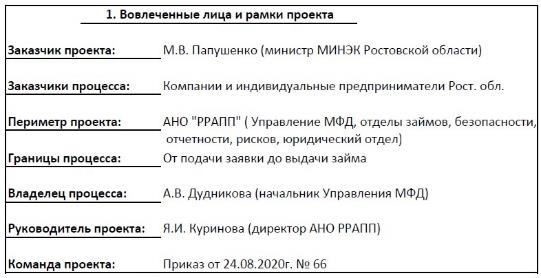 1. Вовлеченные лица и рамки проекта
Заказчик проекта: М.В. Папушенко (министр МИНЭК Ростовской области)
Заказчики процесса: Компании и индивидуальные предприниматели Рост. обл.
Периметр проекта: АНО "РРАПП" ( Управление МФД, отделы займов, безопасности,
отчетности, рисков, юридический отдел)
Границы процесса: От подачи заявки до выдачи займа
Владелец процесса: А.В. Дудникова (начальник Управления МФД)
Руководитель проекта: Я.И. Куринова (директор АНО РРАПП)
Команда проекта: Приказ от 24.08.2020г. № 66